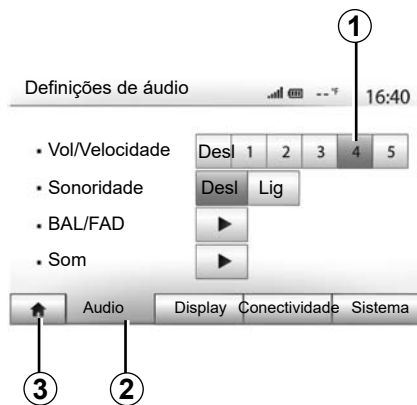 1
Definições de áudio --°F 16:40
▪ Vol/Velocidade Desl 1 2 3 4 5
▪ Sonoridade Desl Lig
▪ BAL/FAD
▪ Som
Audio Display Conectividade Sistema
3 2